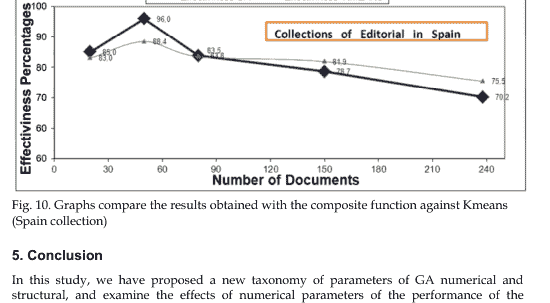 100
90
80
70
60
60
Effectiviness Percentages
Collections of Editorial in Spain
96.0
88.4
85.0
83.0
83.5
81.9
78.7
75.5
70.2
0 30 60 90 120 150 180 210 240
Number of Documents
Fig. 10. Graphs compare the results obtained with the composite function against Kmeans
(Spain collection)
5. Conclusion
In this study, we have proposed a new taxonomy of parameters of GA numerical and
structural, and examine the effects of numerical parameters of the performance of the